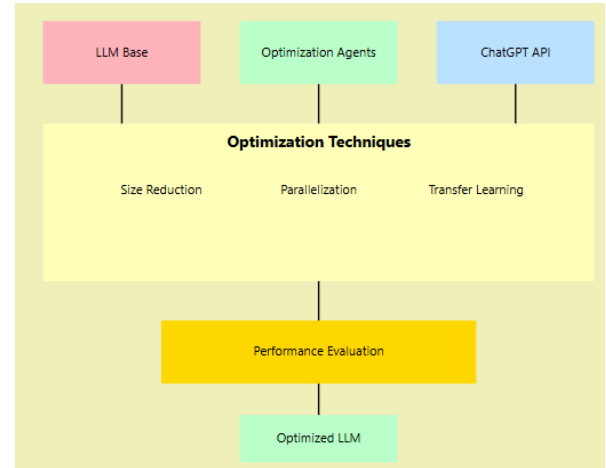 LLM Base
Optimization Agents
ChatGPT API
Optimization Techniques
Size Reduction
Parallelization
Transfer Learning
Performance Evaluation
Optimized LLM